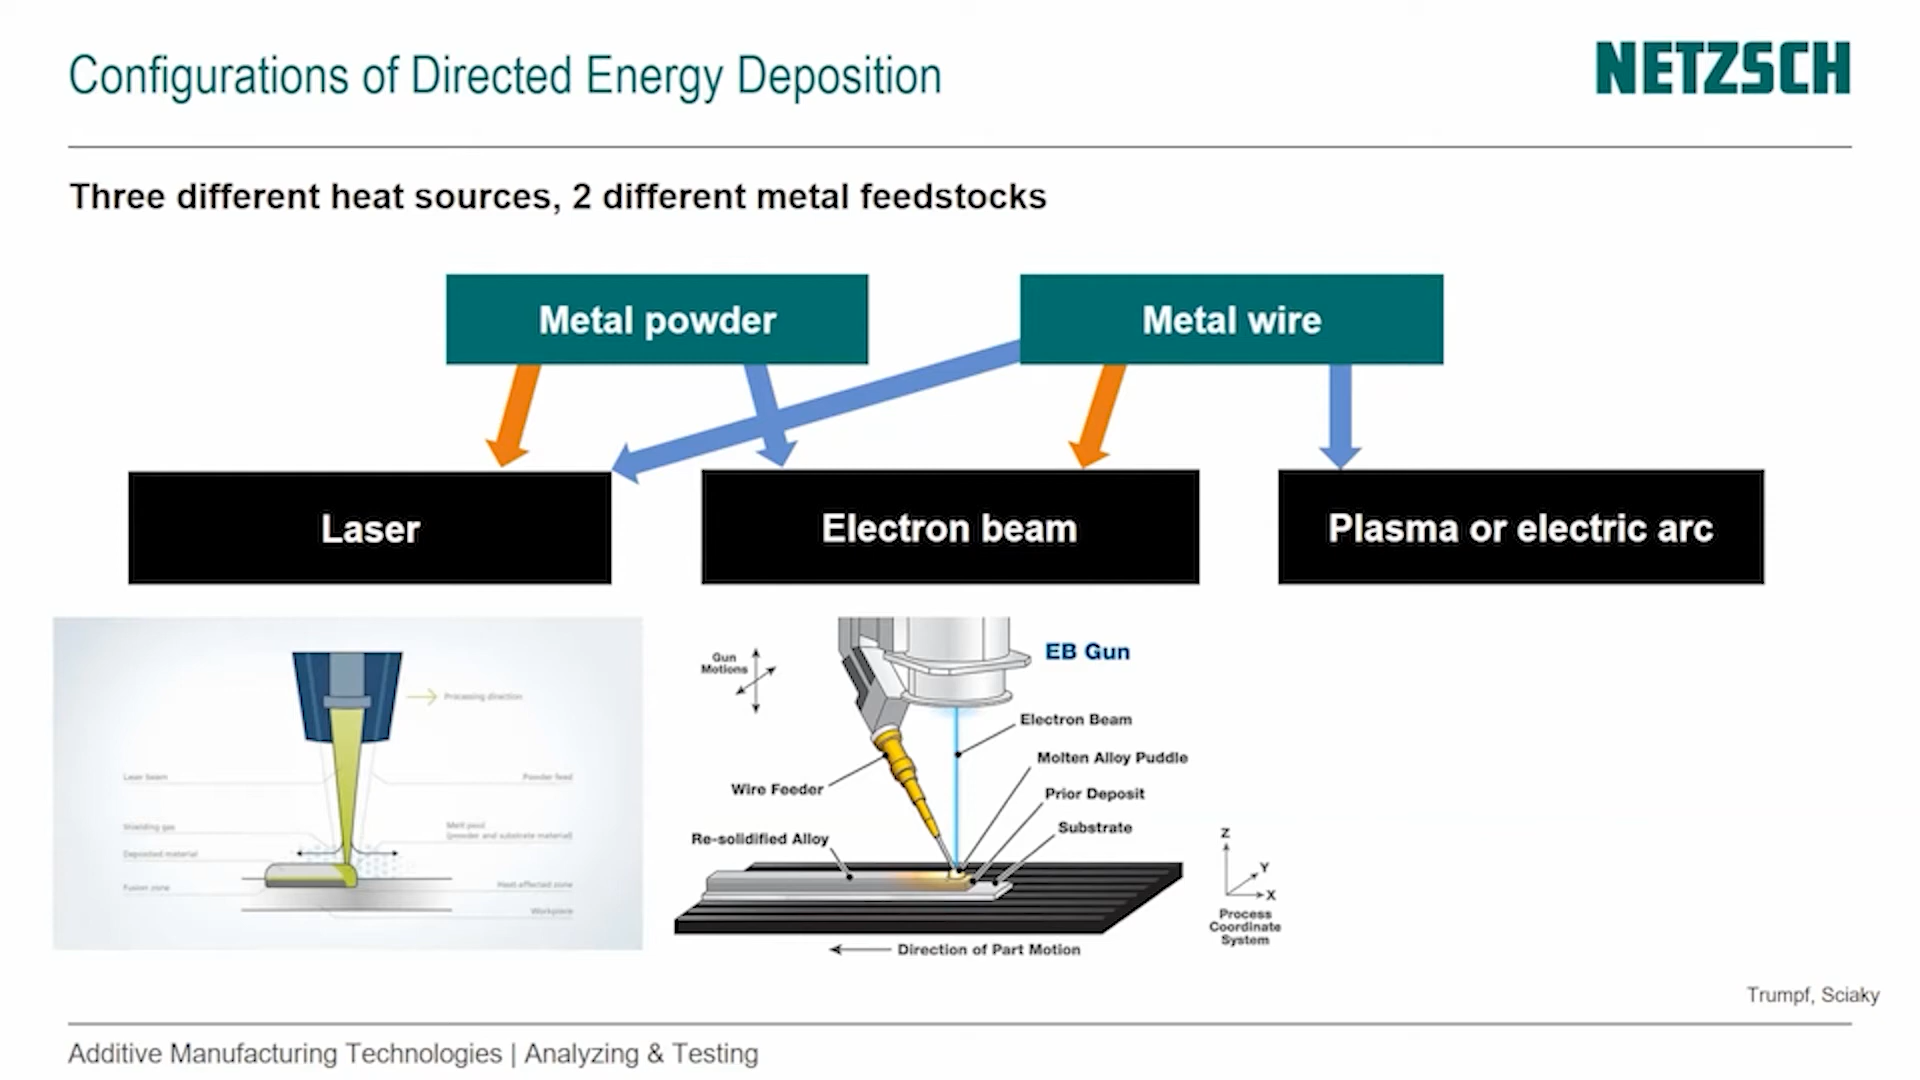 Configurations of Directed Energy Deposition
NETZSCH
Three different heat sources, 2 different metal feedstocks
Metal powder
Metal wire
Laser
Electron beam
Plasma or electric arc
Processing direction
Laser beam
Powder feed
Shielding gas
Melt pool
(powder and substrate material)
Deposited material
Fusion zone
Heat-affected zone
Workpiece
Gun
Motions
EB Gun
Electron Beam
Molten Alloy Puddle
Wire Feeder
Prior Deposit
Substrate
Re-solidified Alloy
Z
Y
X
Process
Coordinate
System
Direction of Part Motion
Trumpf, Sciaky
Additive Manufacturing Technologies | Analyzing & Testing